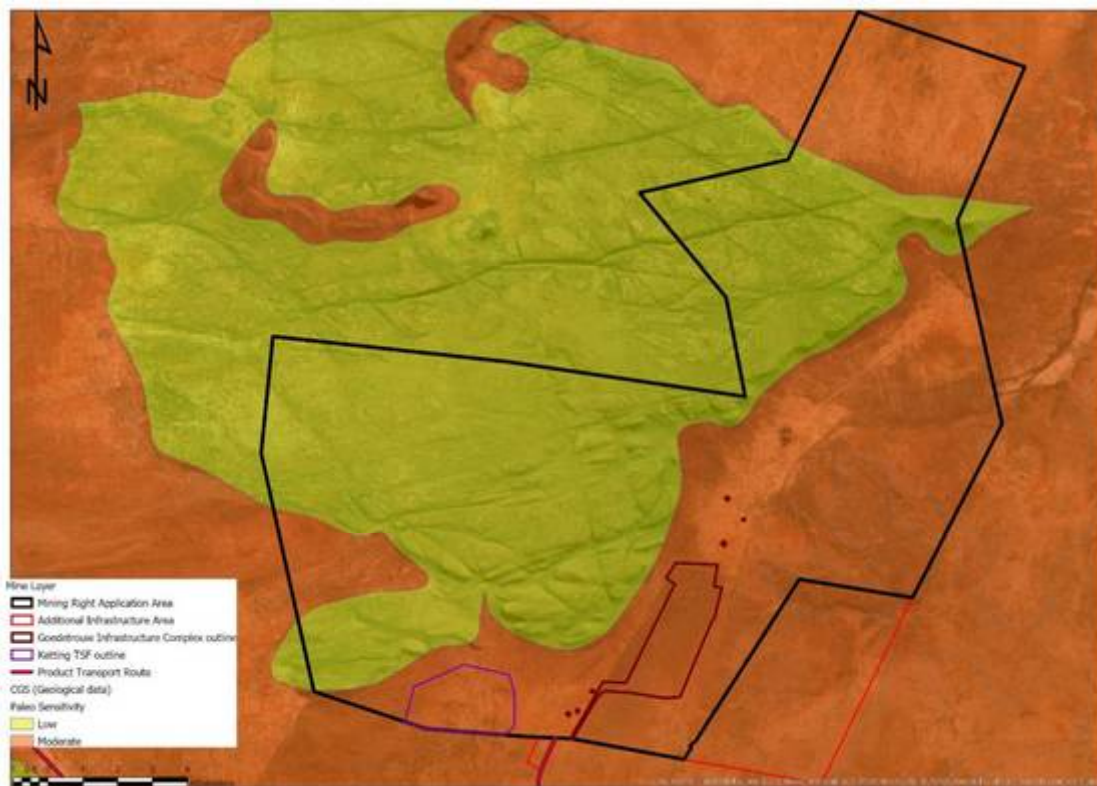 Mine Layer
Mining Right Application Area
Additional Infrastructure Area
Goedetrouw Infrastructure Complex outline
Ketting TSF outline
Product Transport Route
CGS (Geological data)
Paleo Sensitivity
Low
Moderate